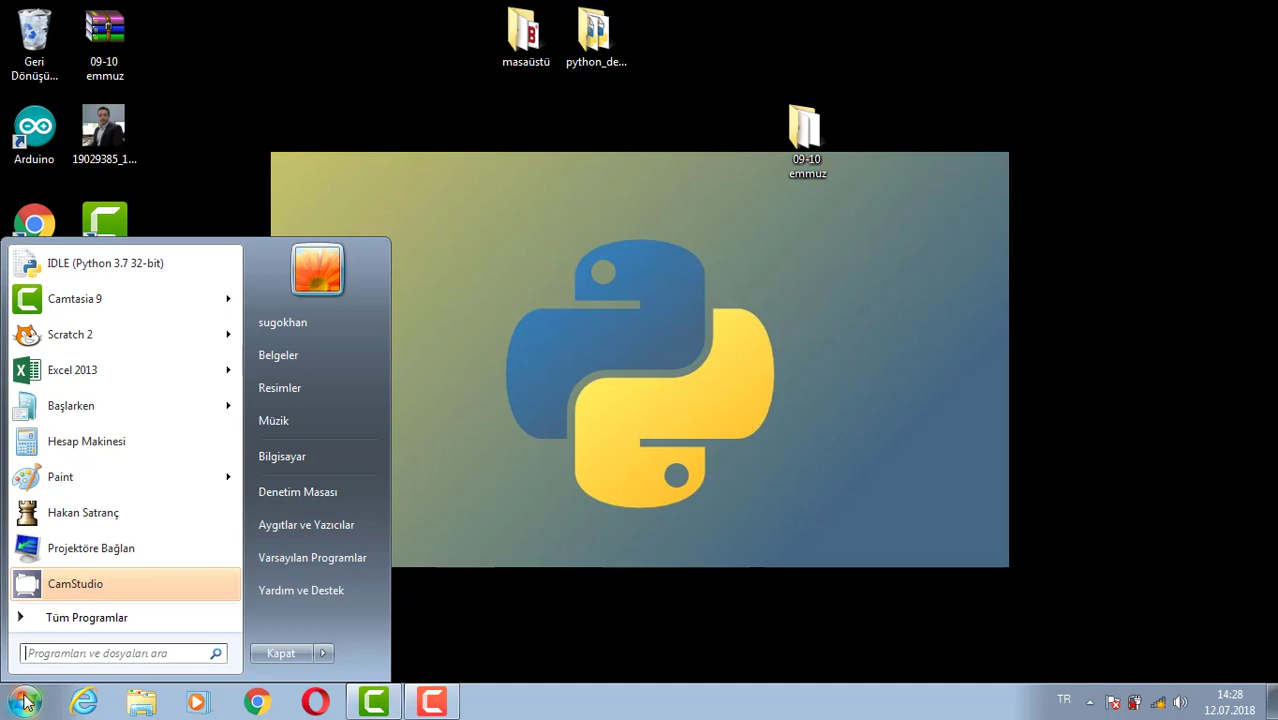 Geri
Dönüşü...
09-10
emmuz
masaüstü
python_de...
Arduino
19029385_1...
09-10
emmuz
IDLE (Python 3.7 32-bit)
Camtasia 9
Scratch 2
Excel 2013
Başlarken
Hesap Makinesi
Paint
Hakan Satranç
Projektöre Bağlan
CamStudio
Tüm Programlar
Programları ve dosyaları ara
sugokhan
Belgeler
Resimler
Müzik
Bilgisayar
Denetim Masası
Aygıtlar ve Yazıcılar
Varsayılan Programlar
Yardım ve Destek
Kapat
TR
14:28
12.07.2018